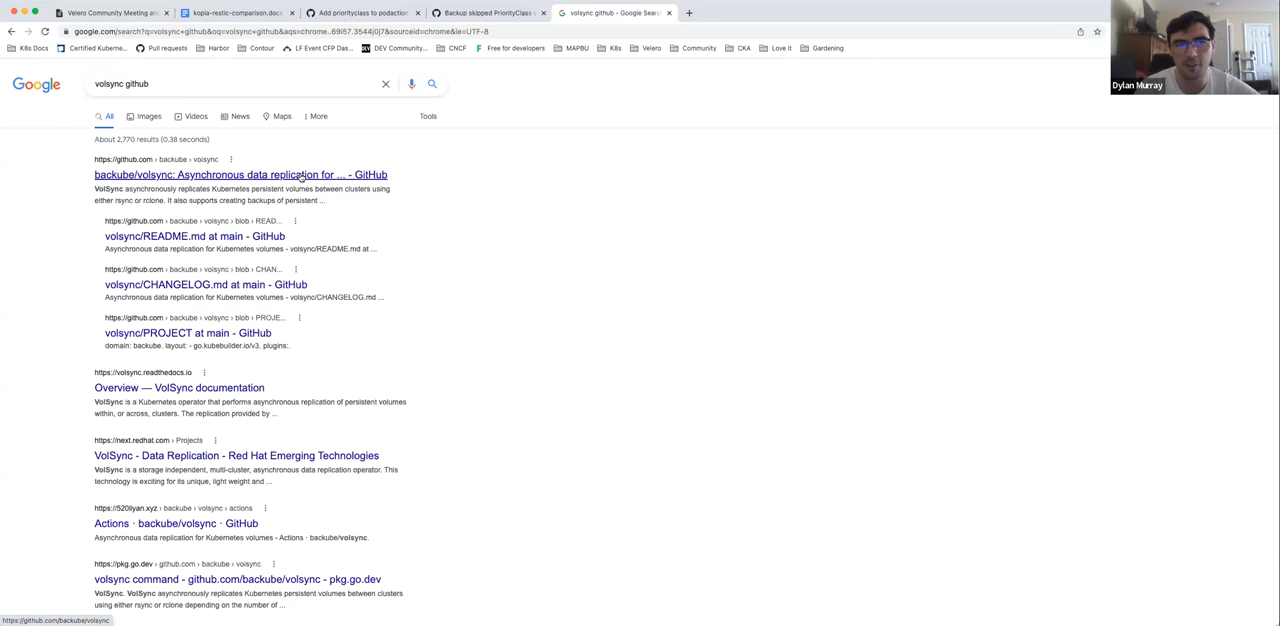 Velero Community Meeting an
kopia-restic-comparison.docs
Add priorityclass to podaction
Backup skipped PriorityClass
volsync github - Google Sear
google.com/search?q=volsync+github&oq=volsync+github&aqs=chrome..69i57.3544j0j7&sourceid=chrome&ie=UTF-8
K8s Docs
Certified Kuberne...
Pull requests
Harbor
Contour
LF Event CFP Das...
DEV Community...
CNCF
Free for developers
MAPBU
K8s
Velero
Community
CKA
Love it
Gardening
Dylan Murray
Google
volsync github
All
Images
Videos
News
Maps
More
Tools
About 2,770 results (0.38 seconds)
https://github.com › backube › volsync
backube/volsync: Asynchronous data replication for ... - GitHub
VolSync asynchronously replicates Kubernetes persistent volumes between clusters using
either rsync or rclone. It also supports creating backups of persistent ...
https://github.com › backube › volsync › blob › READ...
volsync/README.md at main - GitHub
Asynchronous data replication for Kubernetes volumes - volsync/README.md at ...
https://github.com › backube › volsync › blob › CHAN...
volsync/CHANGELOG.md at main - GitHub
Asynchronous data replication for Kubernetes volumes - volsync/CHANGELOG.md ...
https://github.com › backube › volsync › blob › PROJE...
volsync/PROJECT at main - GitHub
domain: backube. layout: - go.kubebuilder.io/v3. plugins:.
https://volsync.readthedocs.io
Overview — VolSync documentation
VolSync is a Kubernetes operator that performs asynchronous replication of persistent volumes
within, or across, clusters. The replication provided by ...
https://next.redhat.com › Projects
VolSync - Data Replication - Red Hat Emerging Technologies
VolSync is a storage independent, multi-cluster, asynchronous data replication operator. This
technology is exciting for its unique, light weight and ...
https://520liyan.xyz › backube › volsync › actions
Actions · backube/volsync · GitHub
Asynchronous data replication for Kubernetes volumes - Actions · backube/volsync.
https://pkg.go.dev › github.com › backube › volsync
volsync command - github.com/backube/volsync - pkg.go.dev
VolSync. VolSync asynchronously replicates Kubernetes persistent volumes between clusters
using either rsync or rclone depending on the number of ...
https://github.com/backube/volsync